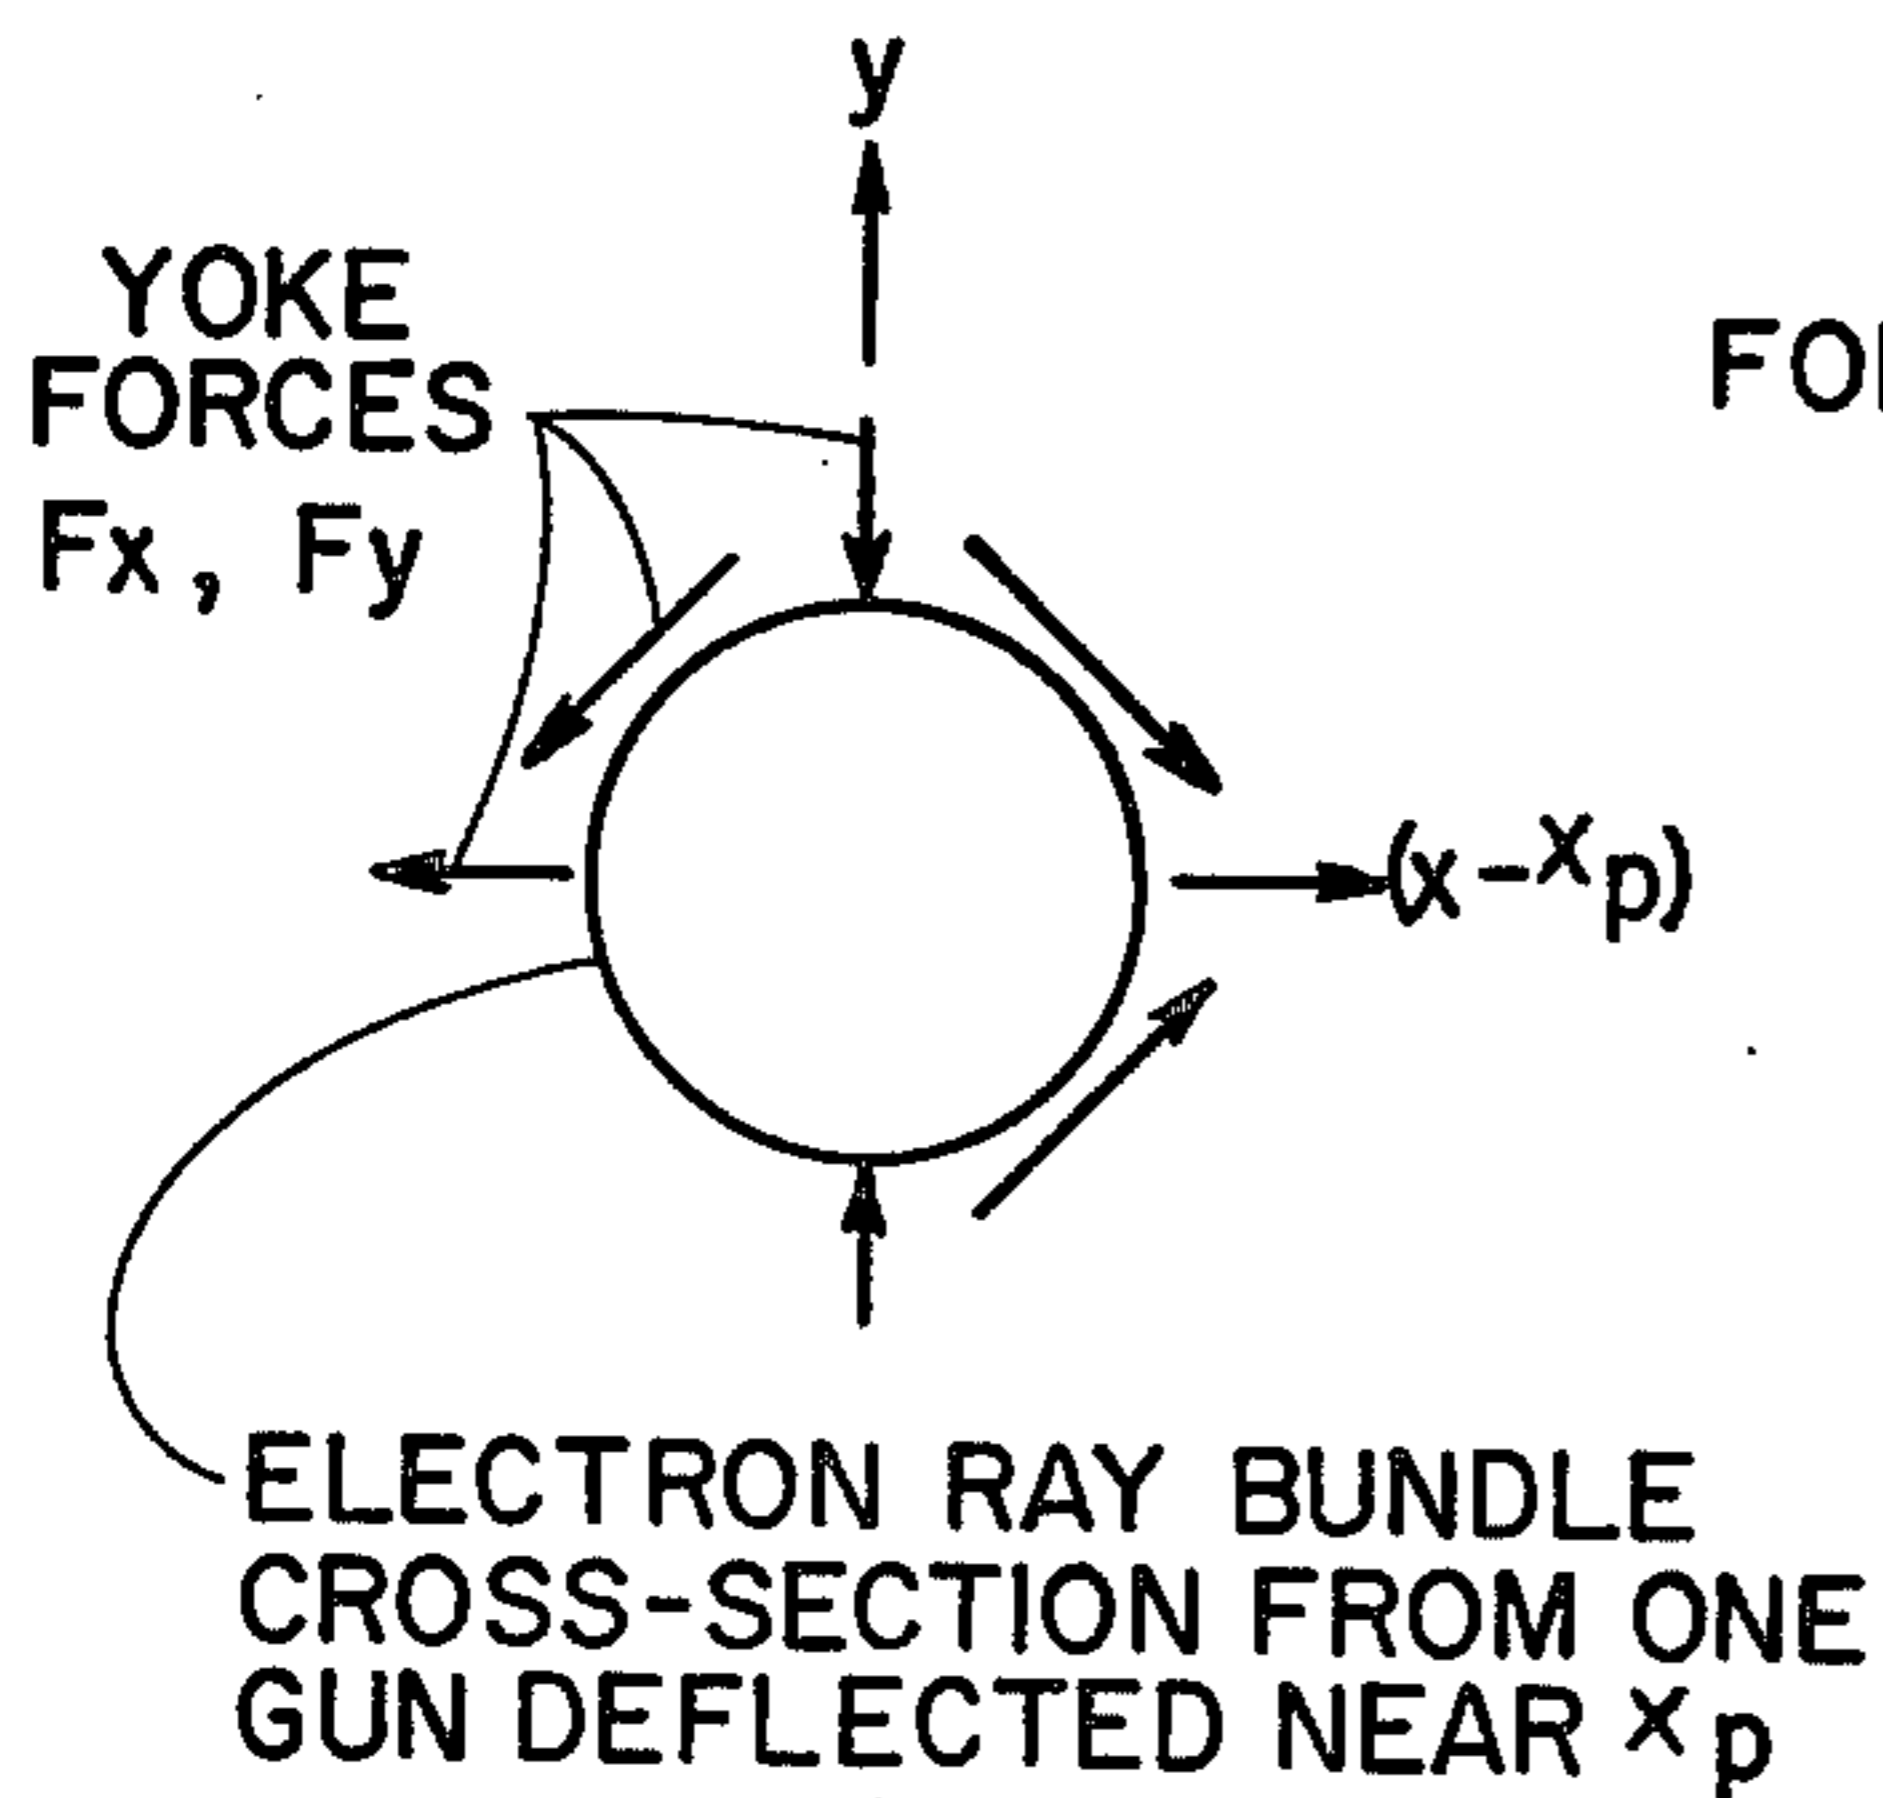 y
YOKE
FORCES
Fx, Fy
(x-xp)
ELECTRON RAY BUNDLE
CROSS-SECTION FROM ONE
GUN DEFLECTED NEAR xp